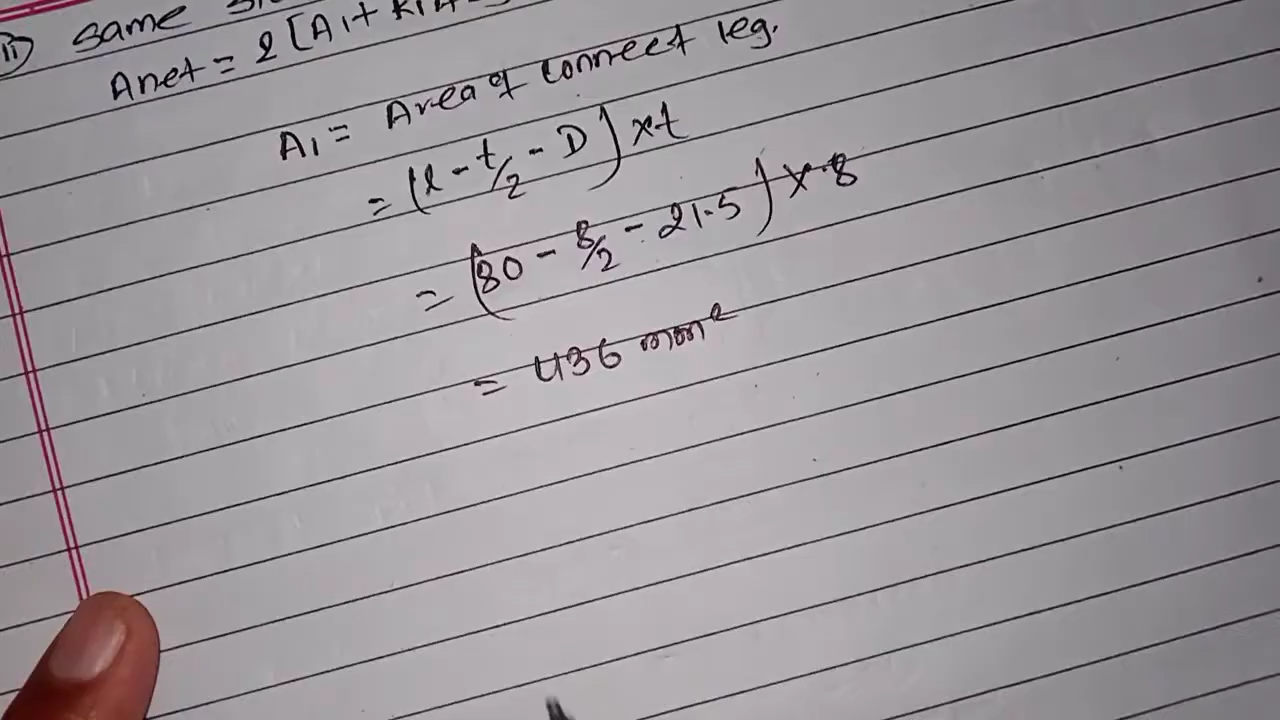 ii) same
Anet = 2 [A1 + K1A
A1 = Area of connect leg.
= (l - t/2 - D) x t
= (80 - 8/2 - 21.5) x 8
= 436 mm²